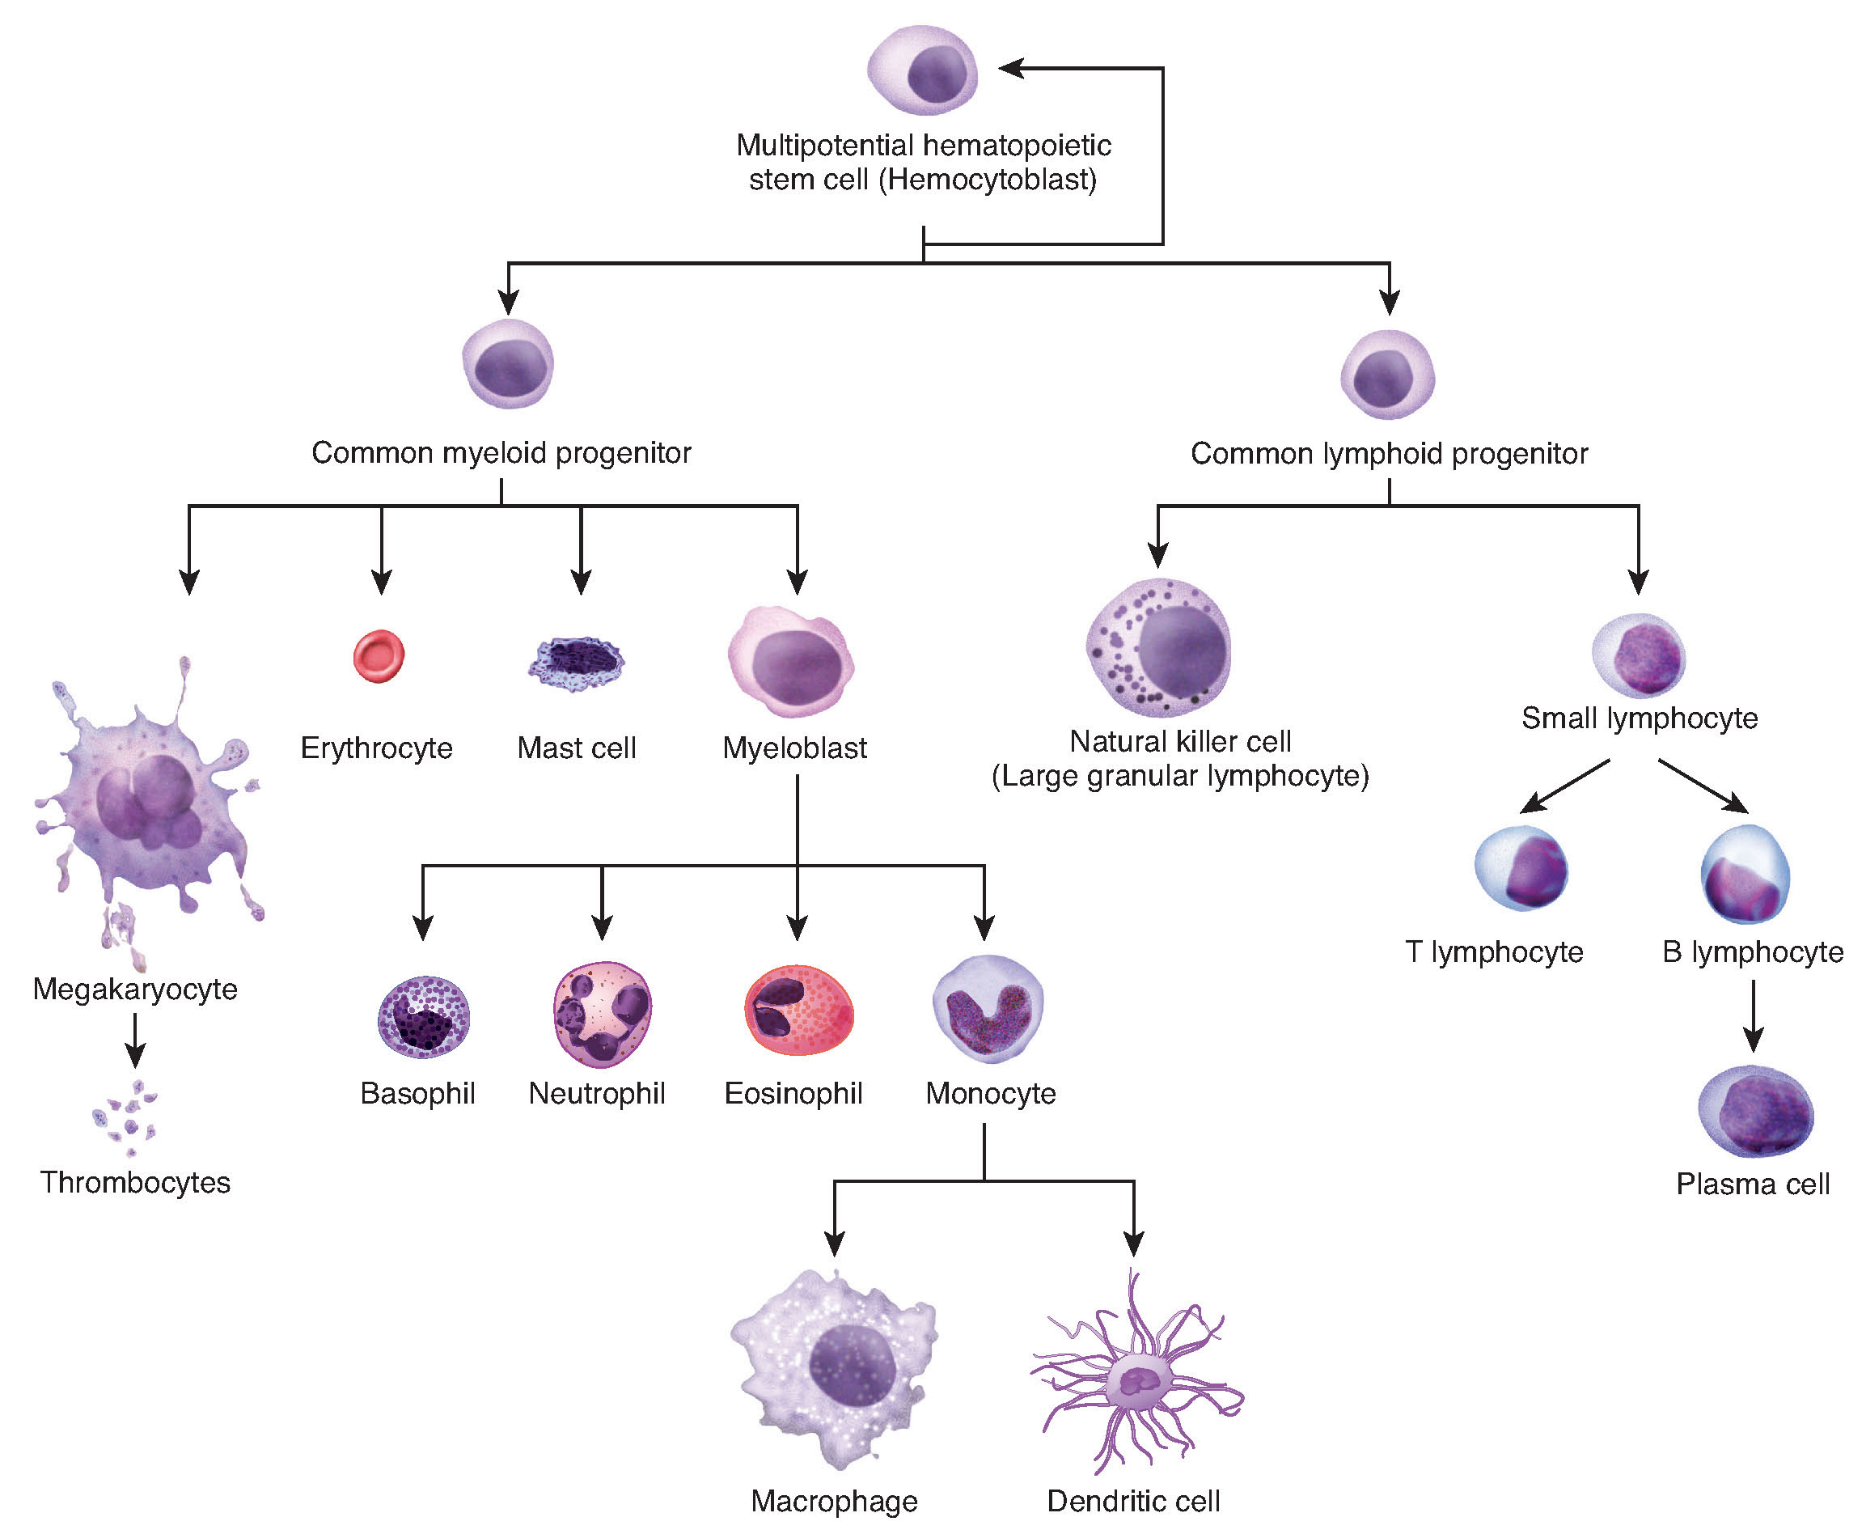 Multipotential hematopoietic
stem cell (Hemocytoblast)
Common myeloid progenitor
Common lymphoid progenitor
Megakaryocyte
Erythrocyte
Mast cell
Myeloblast
Natural killer cell
(Large granular lymphocyte)
Small lymphocyte
T lymphocyte
B lymphocyte
Thrombocytes
Basophil
Neutrophil
Eosinophil
Monocyte
Plasma cell
Macrophage
Dendritic cell